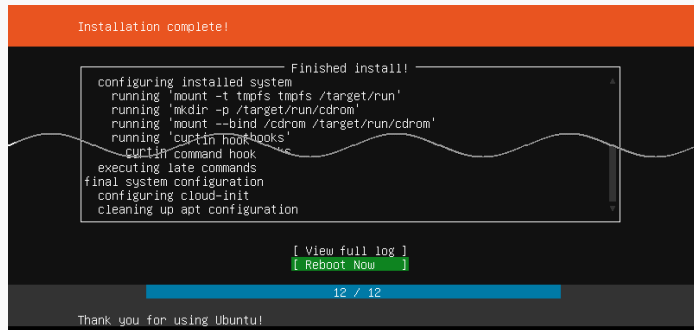 Installation complete!
Finished install!
configuring installed system
running 'mount -t tmpfs tmpfs /target/run'
running 'mkdir -p /target/run/cdrom'
running 'mount --bind /cdrom /target/run/cdrom'
running 'curtin hook
curtin command hook
executing late commands
final system configuration
configuring cloud-init
cleaning up apt configuration
[ View full log ]
[ Reboot Now ]
12 / 12
Thank you for using Ubuntu!